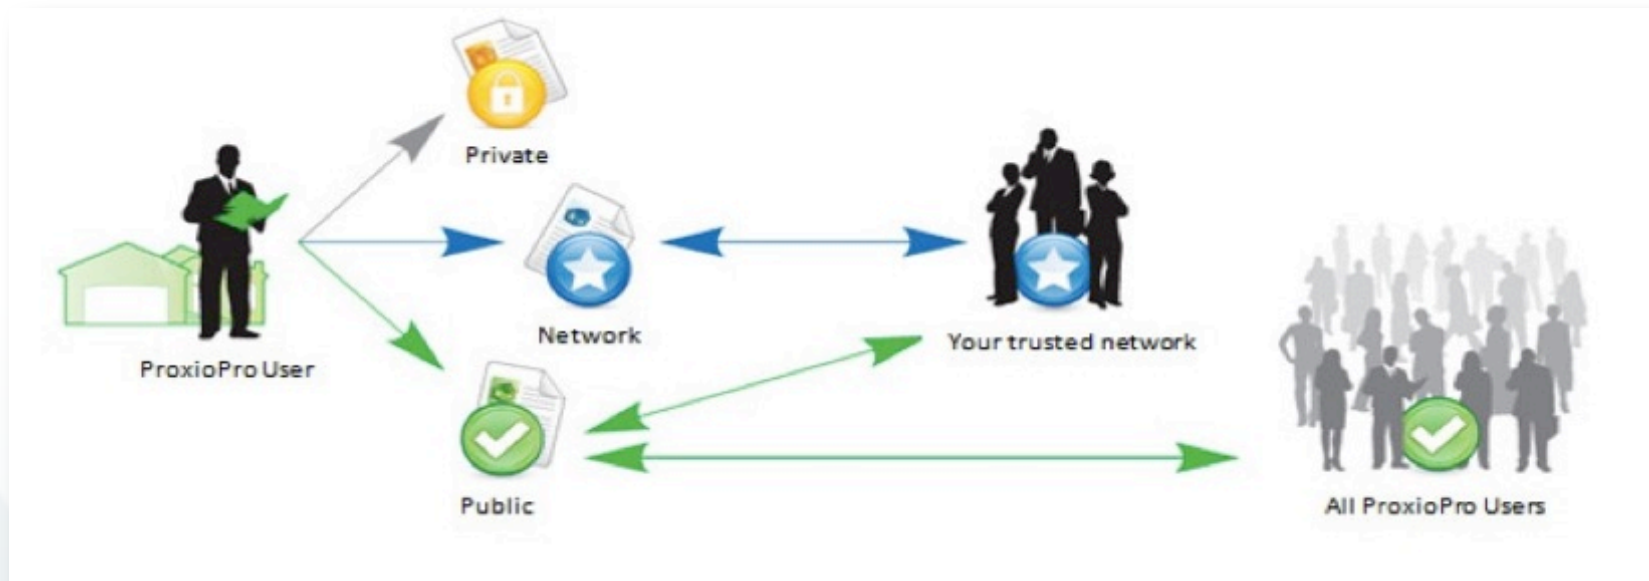 Private
Network
Your trusted network
ProxioPro User
Public
All ProxioPro Users